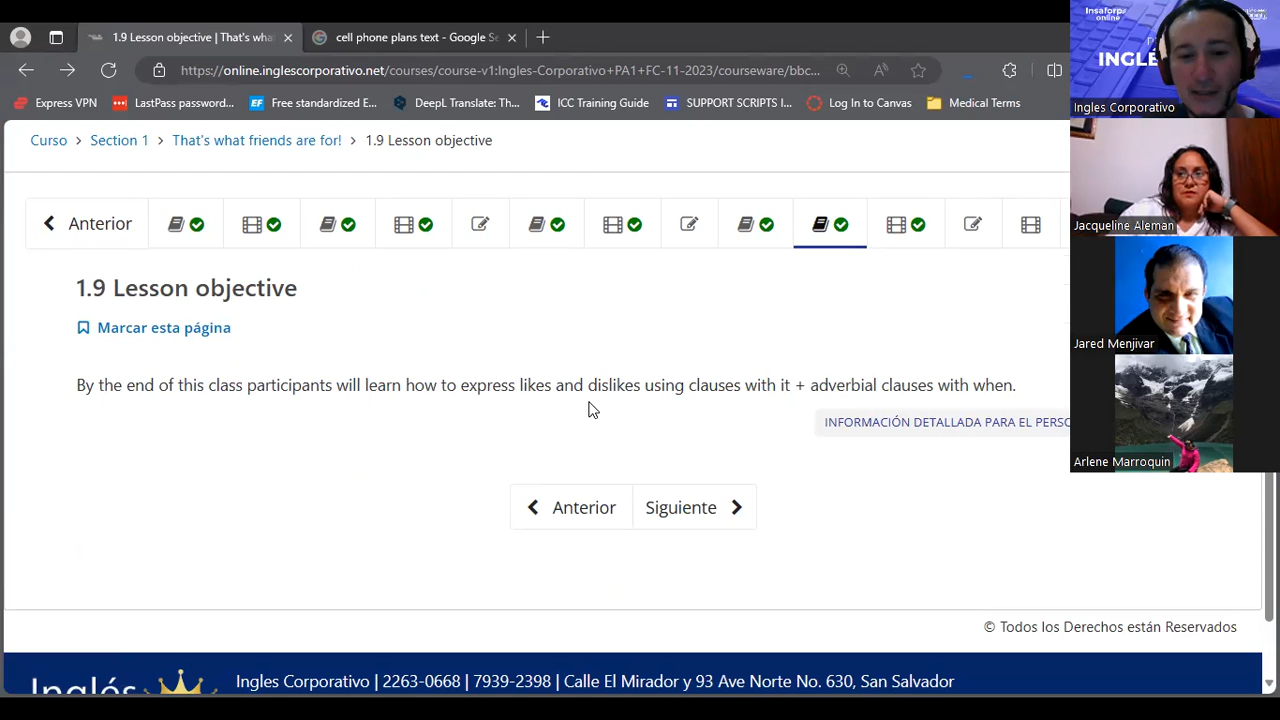 1.9 Lesson objective | That's wha
cell phone plans text - Google Se
https://online.inglescorporativo.net/courses/course-v1:Ingles-Corporativo+PA1+FC-11-2023/courseware/bbc...
Express VPN
LastPass password...
EF Free standardized E...
DeepL Translate: Th...
ICC Training Guide
SUPPORT SCRIPTS I...
Log In to Canvas
Medical Terms
Curso > Section 1 > That's what friends are for! > 1.9 Lesson objective
Anterior
1.9 Lesson objective
Marcar esta página
By the end of this class participants will learn how to express likes and dislikes using clauses with it + adverbial clauses with when.
INFORMACIÓN DETALLADA PARA EL PERSO
Anterior
Siguiente
© Todos los Derechos están Reservados
Inglés
Ingles Corporativo | 2263-0668 | 7939-2398 | Calle El Mirador y 93 Ave Norte No. 630, San Salvador
Insaforp
online
INGLÉ
Ingles Corporativo
Jacqueline Aleman
Jared Menjivar
Arlene Marroquin